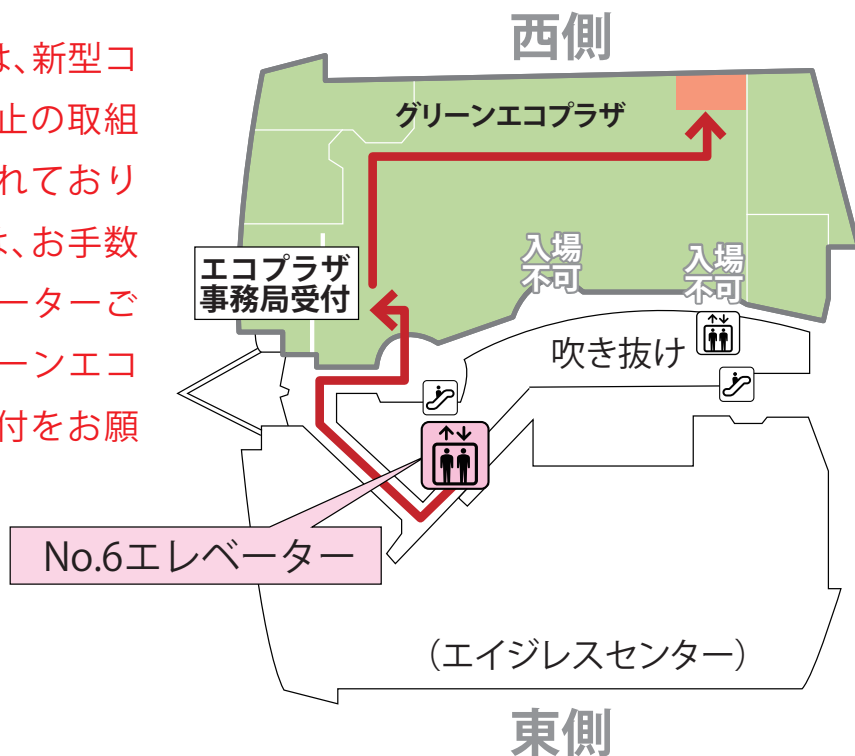 西側
は、新型コ
止の取組
れており
は、お手数
ーターご
ーンエコ
付をお願
グリーンエコプラザ
エコプラザ
事務局受付
入場
不可
入場
不可
吹き抜け
No.6エレベーター
（エイジレスセンター）
東側